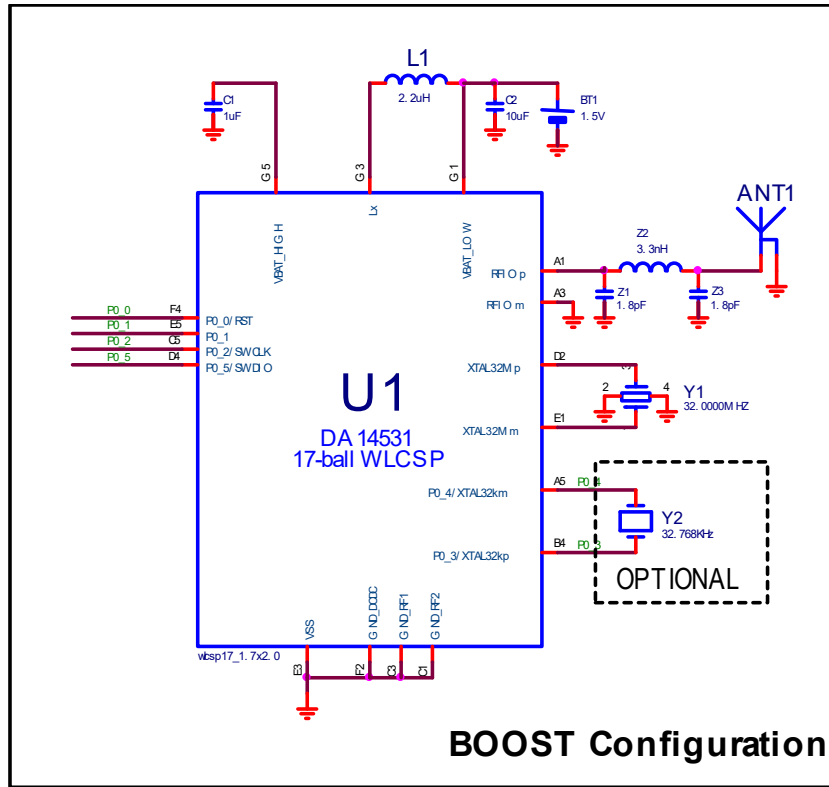 L1
2.2uH
C1
1uF
C2
10uF
BT1
1.5V
G5
G3
G1
VBAT_HIGH
Lx
VBAT_LOW
ANT1
Z2
3.3nH
A1
RFIOp
Z1
1.8pF
Z3
1.8pF
A3
RFIOm
P0_0
F4
P0_0/RST
P0_1
E5
P0_1
P0_2
C5
P0_2/SWCLK
P0_5
D4
P0_5/SWDIO
D2
XTAL32Mp
3
2
4
Y1
32.0000MHZ
E1
XTAL32Mm
U1
DA14531
17-ball WLCSP
A5
P0_4
P0_4/XTAL32km
Y2
32.768KHz
B4
P0_3
P0_3/XTAL32kp
OPTIONAL
VSS
GND_DCDC
GND_RF1
GND_RF2
wlcsp17_1.7x2.0
E3
F2
C3
C1
BOOST Configuration